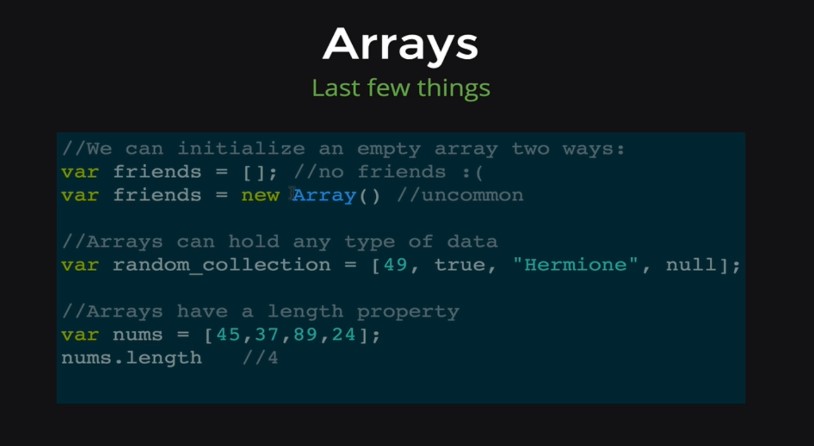 Arrays
Last few things
//We can initialize an empty array two ways:
var friends = []; //no friends :(
var friends = new Array() //uncommon
//Arrays can hold any type of data
var random_collection = [49, true, "Hermione", null];
//Arrays have a length property
var nums = [45,37,89,24];
nums.length   //4